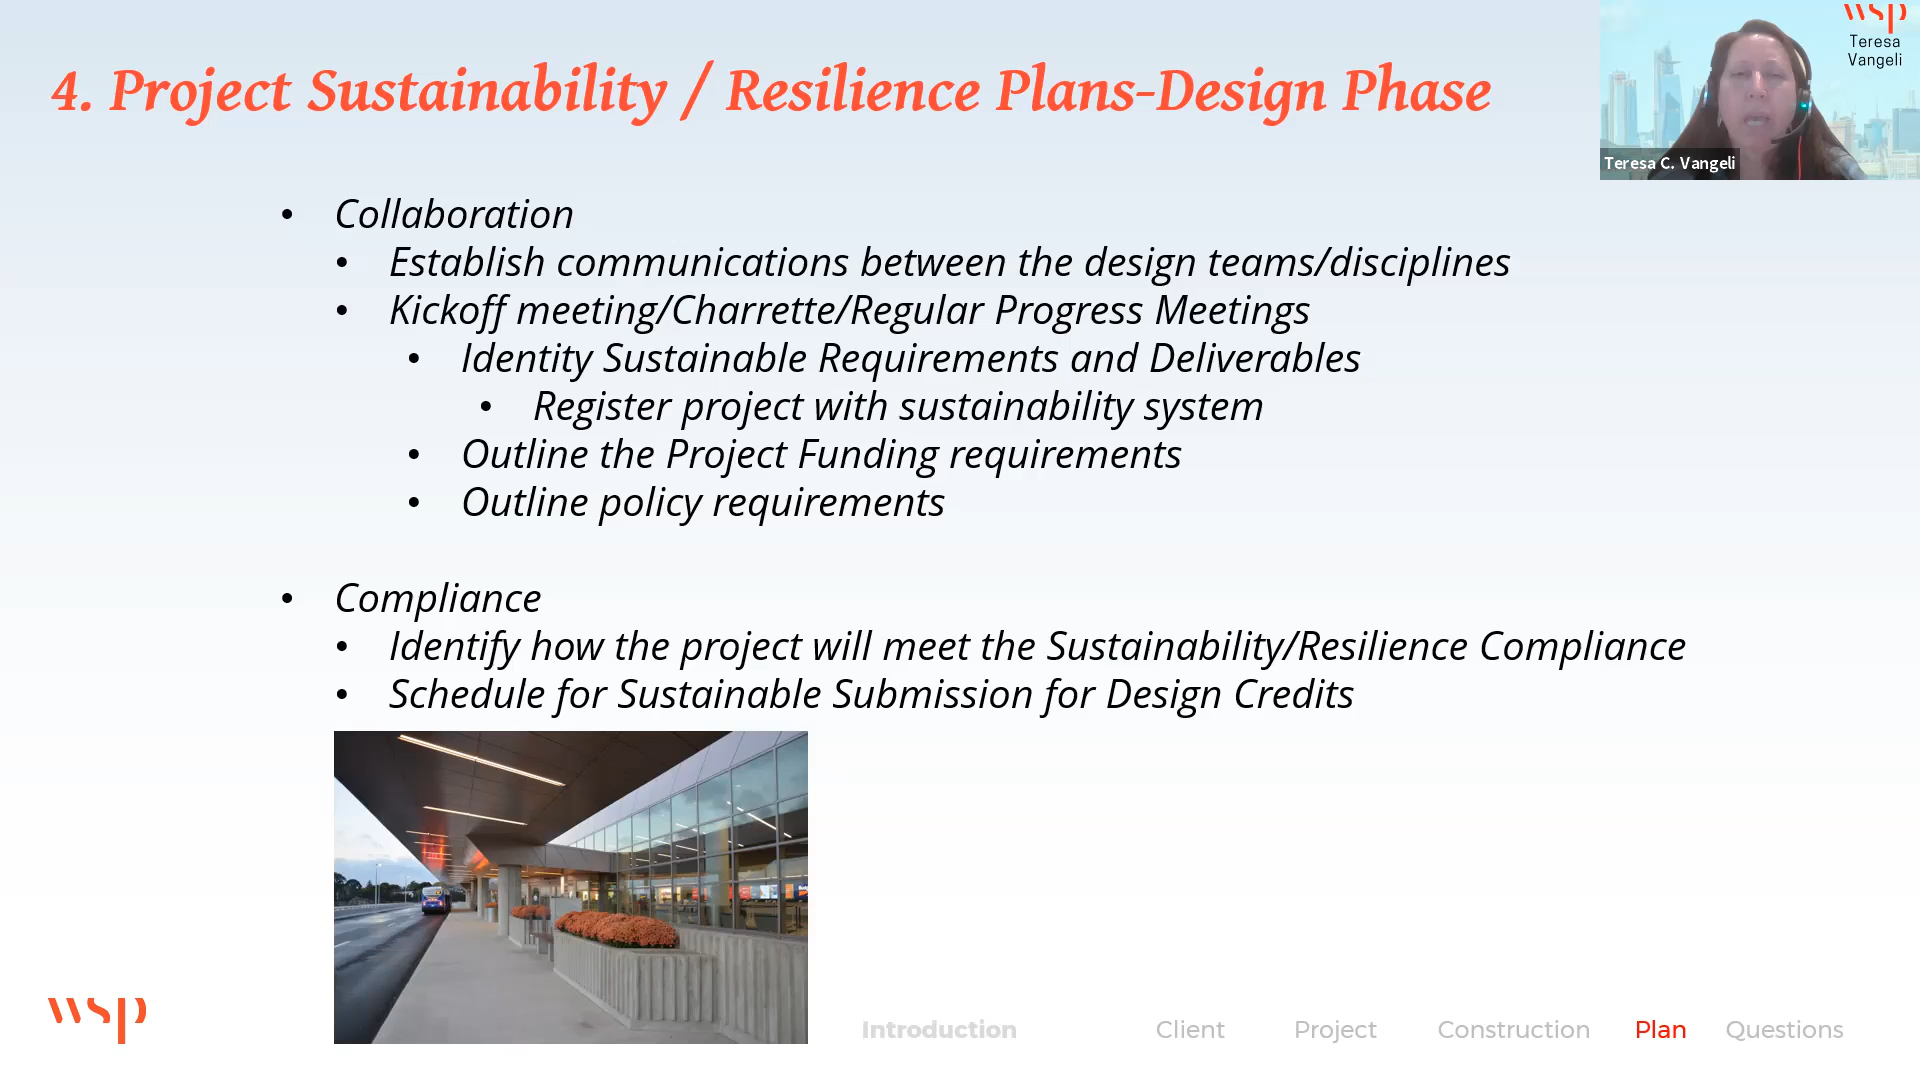 4. Project Sustainability / Resilience Plans-Design Phase
wsp
Teresa
Vangeli
Teresa C. Vangeli
• Collaboration
• Establish communications between the design teams/disciplines
• Kickoff meeting/Charrette/Regular Progress Meetings
• Identity Sustainable Requirements and Deliverables
• Register project with sustainability system
• Outline the Project Funding requirements
• Outline policy requirements
• Compliance
• Identify how the project will meet the Sustainability/Resilience Compliance
• Schedule for Sustainable Submission for Design Credits
wsp
Introduction Client Project Construction Plan Questions